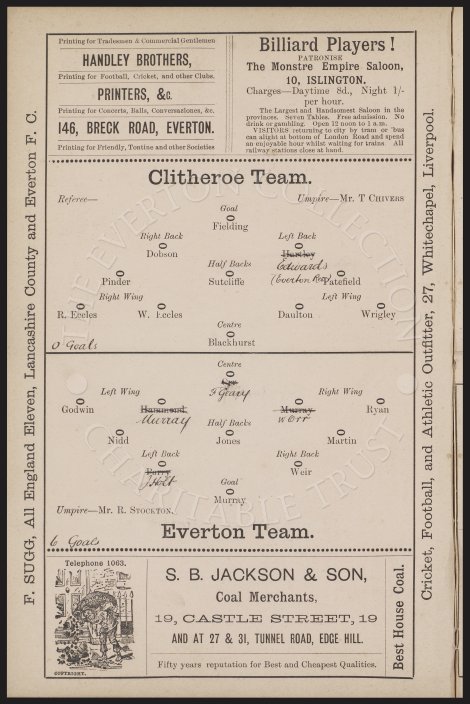 F. SUGG, All England Eleven, Lancashire County and Everton F. C.
Printing for Tradesmen & Commercial Gentlemen
HANDLEY BROTHERS,
Printing for Football, Cricket, and other Clubs.
PRINTERS, &c.
Printing for Concerts, Balls, Conversaziones, &c.
146, BRECK ROAD, EVERTON.
Printing for Friendly, Tontine and other Societies
Billiard Players!
PATRONISE
The Monstre Empire Saloon,
10, ISLINGTON.
Charges—Daytime 8d., Night 1/-
per hour.
The Largest and Handsomest Saloon in the
provinces. Seven Tables. Free admission. No
drink or gambling. Open 12 noon to 1 a.m.
VISITORS returning to city by tram or 'bus
can alight at bottom of London Road and spend
an enjoyable hour whilst waiting for trains. All
railway stations close at hand.
Clitheroe Team.
Referee— Umpire—Mr. T CHIVERS
Goal
Fielding
Right Back Left Back
Dobson Hartley
Edwards
(Everton Res)
Half Backs
Pinder Sutcliffe Patefield
Right Wing Left Wing
R. Eccles W. Eccles Daulton Wrigley
Centre
Blackhurst
0 Goals
Centre
Orr
F Geary
Left Wing Right Wing
Godwin Hammond Murray Ryan
Murray W Orr
Half Backs
Nidd Jones Martin
Left Back Right Back
Parry Weir
J Holt
Goal
Murray
Umpire—Mr. R. STOCKTON.
Everton Team.
6 Goals
Telephone 1063.
COPYRIGHT.
S. B. JACKSON & SON,
Coal Merchants,
19, CASTLE STREET, 19
AND AT 27 & 31, TUNNEL ROAD, EDGE HILL.
Fifty years reputation for Best and Cheapest Qualities.
Best House Coal.
Cricket, Football, and Athletic Outfitter, 27, Whitechapel, Liverpool.
THE EVERTON COLLECTION
CHARITABLE TRUST